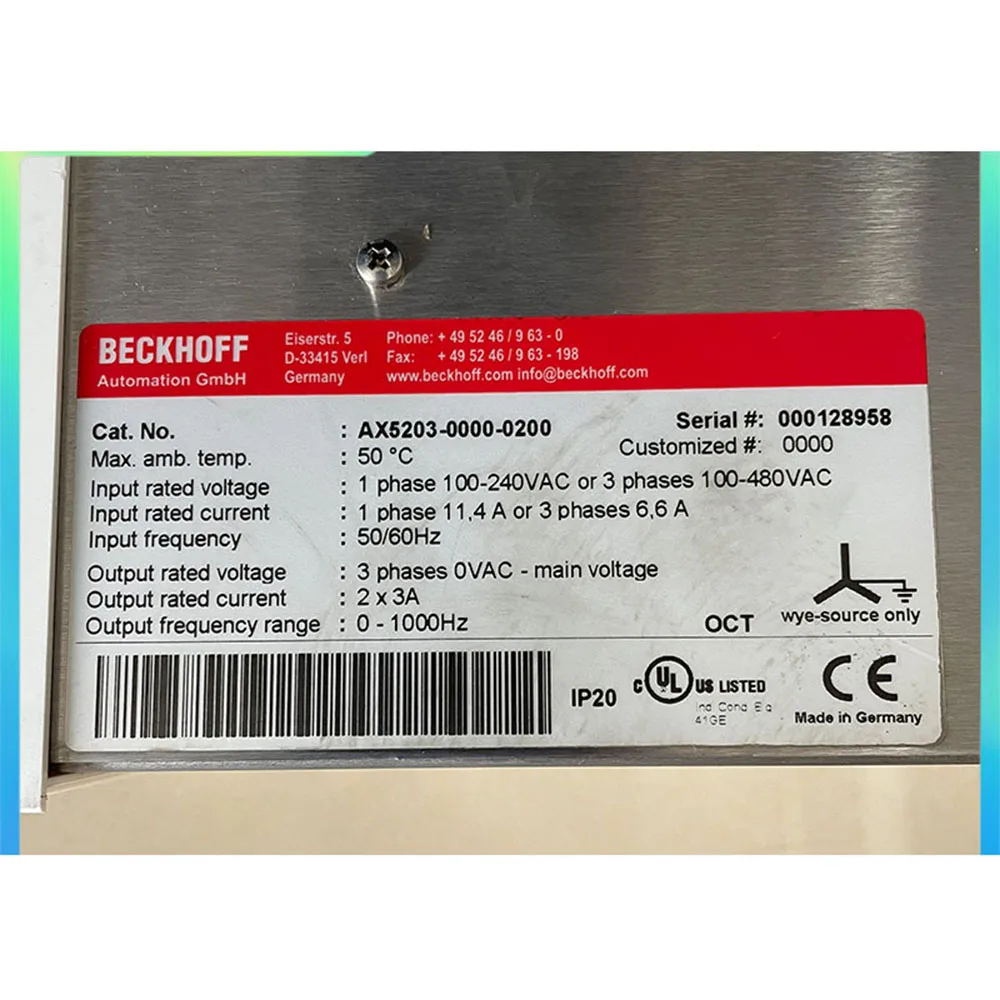 BECKHOFF
Automation GmbH
Eiserstr. 5
D-33415 Verl
Germany
Phone: + 49 52 46 / 9 63 - 0
Fax: + 49 52 46 / 9 63 - 198
www.beckhoff.com info@beckhoff.com
Cat. No. : AX5203-0000-0200
Serial #: 000128958
Max. amb. temp. : 50 °C
Customized #: 0000
Input rated voltage : 1 phase 100-240VAC or 3 phases 100-480VAC
Input rated current : 1 phase 11,4 A or 3 phases 6,6 A
Input frequency : 50/60Hz
Output rated voltage : 3 phases 0VAC - main voltage
Output rated current : 2 x 3A
Output frequency range : 0 - 1000Hz
OCT
wye-source only
IP20
C UL US LISTED
Ind Cond Eq
41GE
CE
Made in Germany